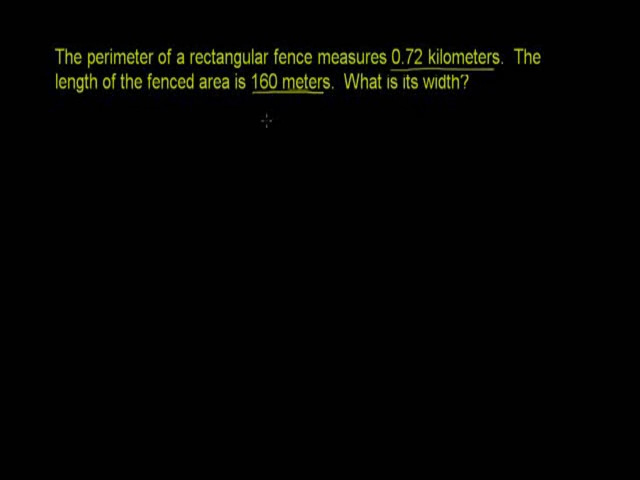 The perimeter of a rectangular fence measures 0.72 kilometers.  The
length of the fenced area is 160 meters.  What is its width?